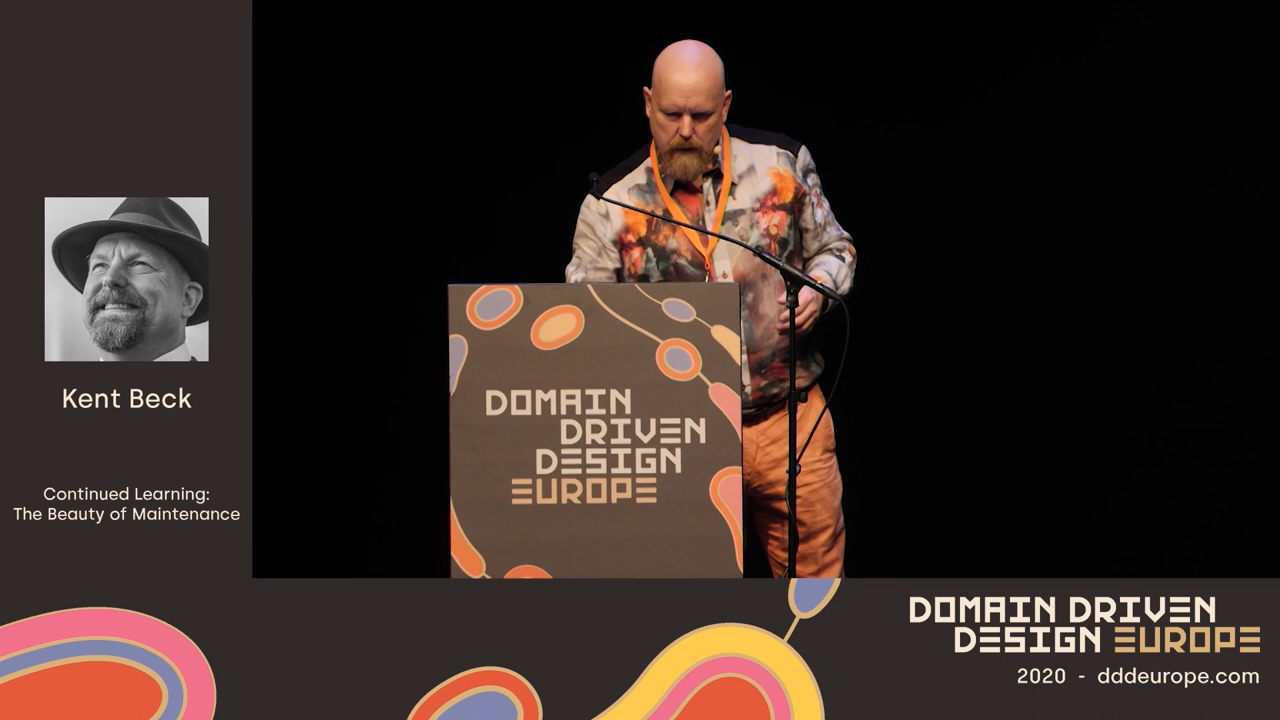 Kent Beck
Continued Learning:
The Beauty of Maintenance
DOMAIN
DRIVEN
DESIGN
EUROPE
DOMAIN DRIVEN
DESIGN EUROPE
2020 - dddeurope.com